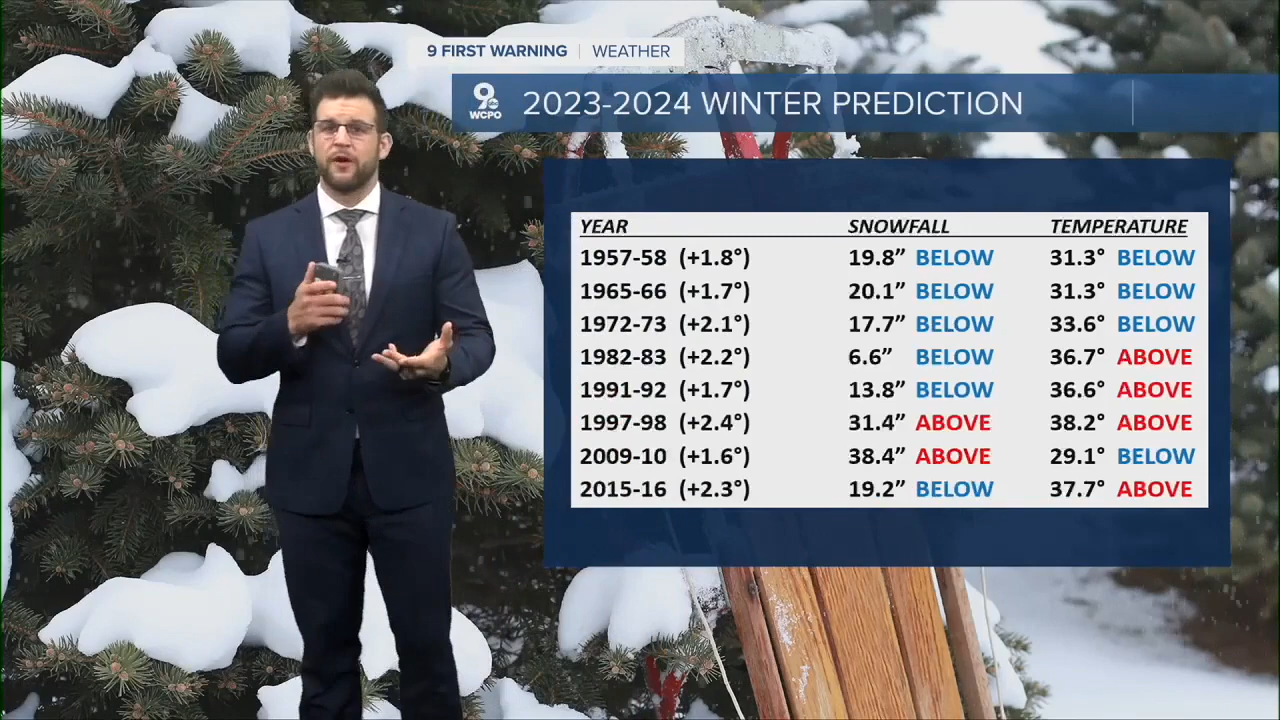 9 FIRST WARNING | WEATHER
9 abc WCPO 2023-2024 WINTER PREDICTION
YEAR SNOWFALL TEMPERATURE
1957-58 (+1.8°) 19.8” BELOW 31.3° BELOW
1965-66 (+1.7°) 20.1” BELOW 31.3° BELOW
1972-73 (+2.1°) 17.7” BELOW 33.6° BELOW
1982-83 (+2.2°) 6.6” BELOW 36.7° ABOVE
1991-92 (+1.7°) 13.8” BELOW 36.6° ABOVE
1997-98 (+2.4°) 31.4” ABOVE 38.2° ABOVE
2009-10 (+1.6°) 38.4” ABOVE 29.1° BELOW
2015-16 (+2.3°) 19.2” BELOW 37.7° ABOVE